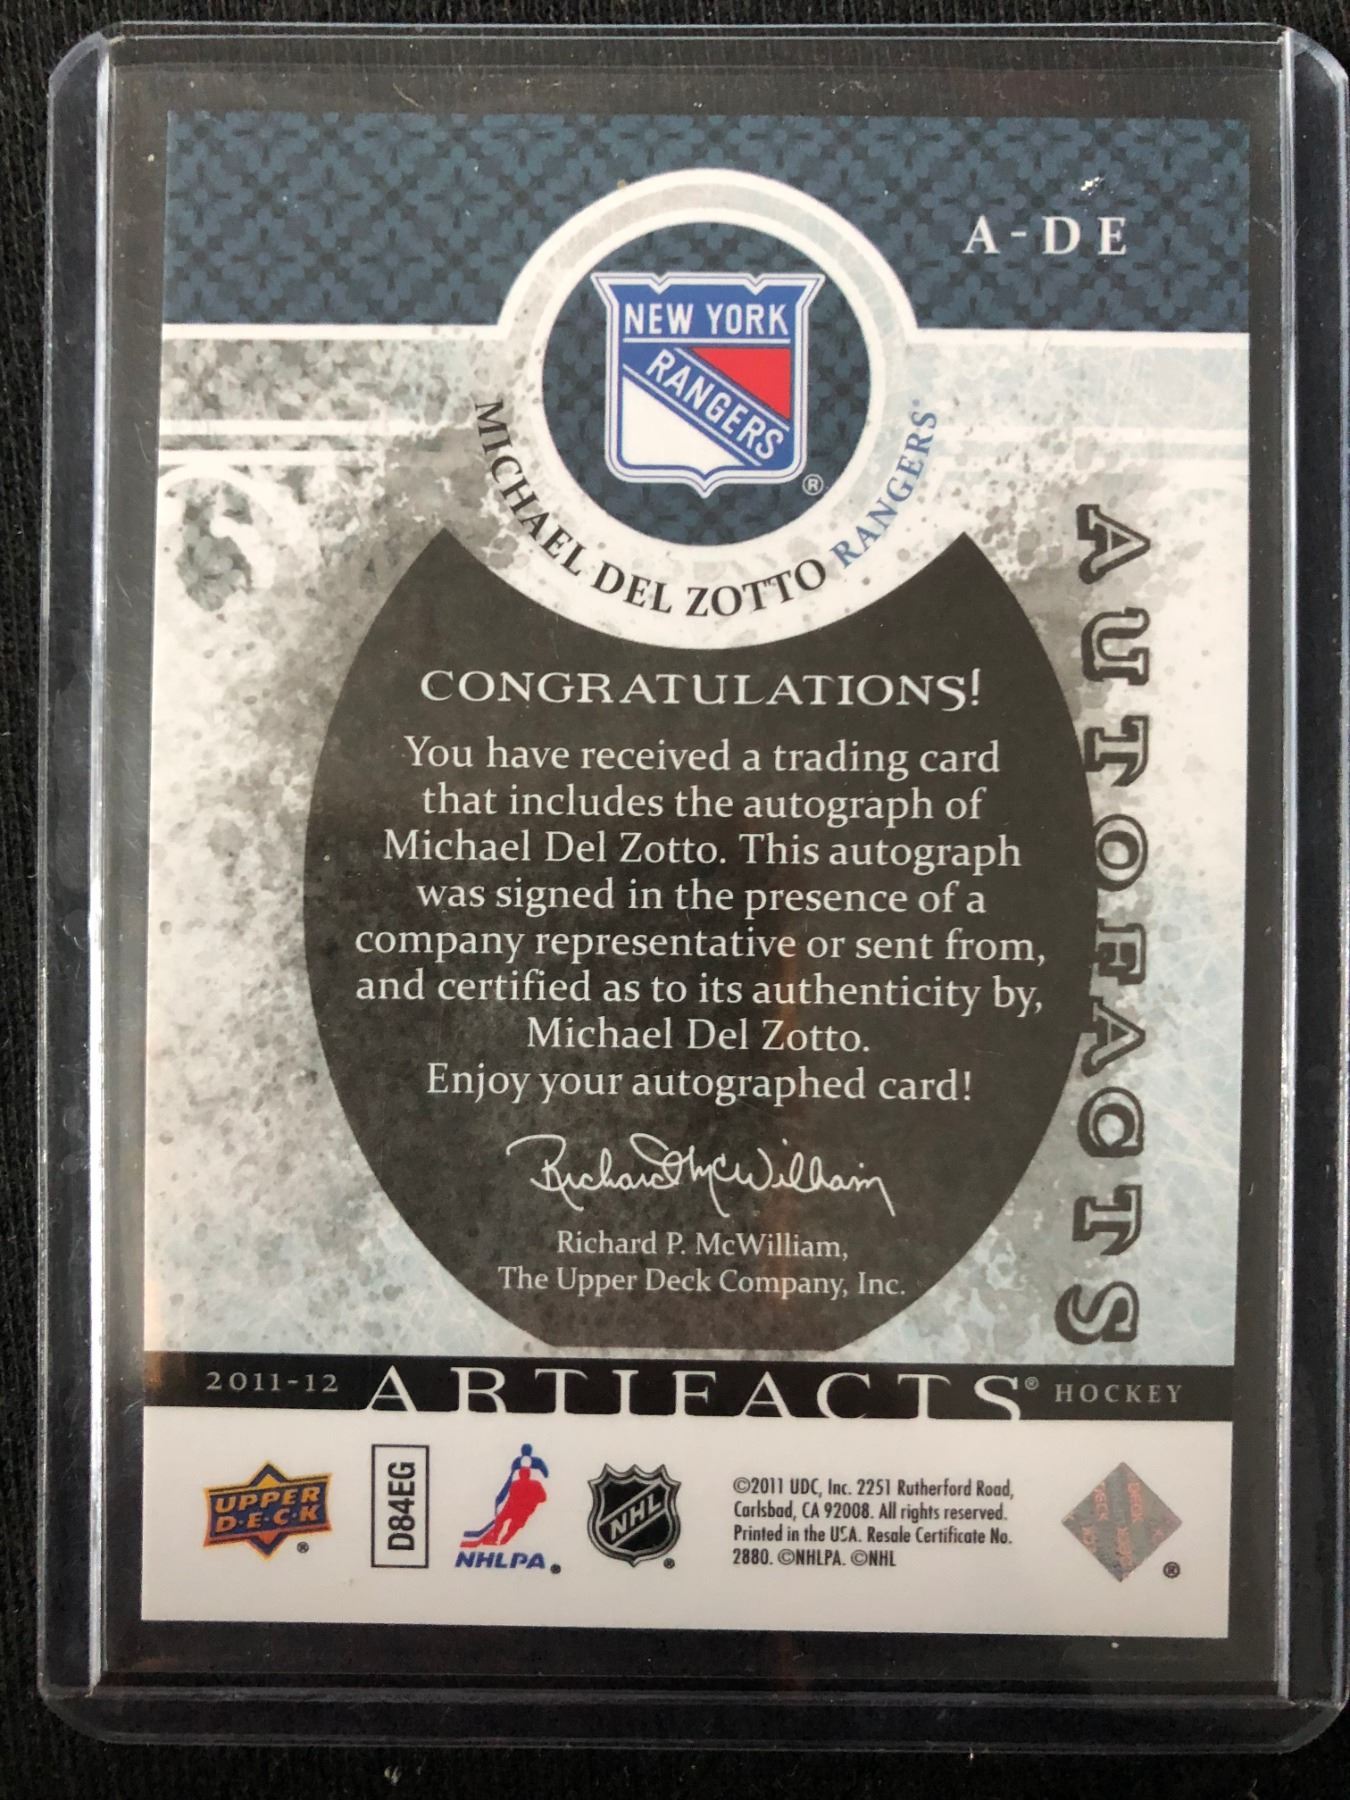 A-DE
NEW YORK
RANGERS
®
MICHAEL DEL ZOTTO RANGERS®
AUTOFACTS
CONGRATULATIONS!
You have received a trading card
that includes the autograph of
Michael Del Zotto. This autograph
was signed in the presence of a
company representative or sent from,
and certified as to its authenticity by,
Michael Del Zotto.
Enjoy your autographed card!
Richard McWilliam
Richard P. McWilliam,
The Upper Deck Company, Inc.
2011-12 ARTIFACTS® HOCKEY
UPPER
D·E·C·K
®
D84EG
NHLPA®
NHL
®
©2011 UDC, Inc. 2251 Rutherford Road,
Carlsbad, CA 92008. All rights reserved.
Printed in the USA. Resale Certificate No.
2880. ©NHLPA. ©NHL
®